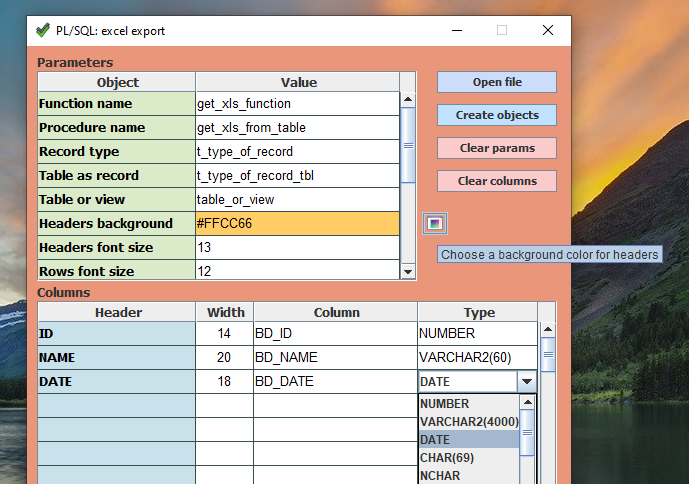 PL/SQL: excel export
Parameters
Object Value
Function name get_xls_function
Procedure name get_xls_from_table
Record type t_type_of_record
Table as record t_type_of_record_tbl
Table or view table_or_view
Headers background #FFCC66
Headers font size 13
Rows font size 12
Open file
Create objects
Clear params
Clear columns
Choose a background color for headers
Columns
Header Width Column Type
ID 14 BD_ID NUMBER
NAME 20 BD_NAME VARCHAR2(60)
DATE 18 BD_DATE DATE
NUMBER
VARCHAR2(4000)
DATE
CHAR(69)
NCHAR